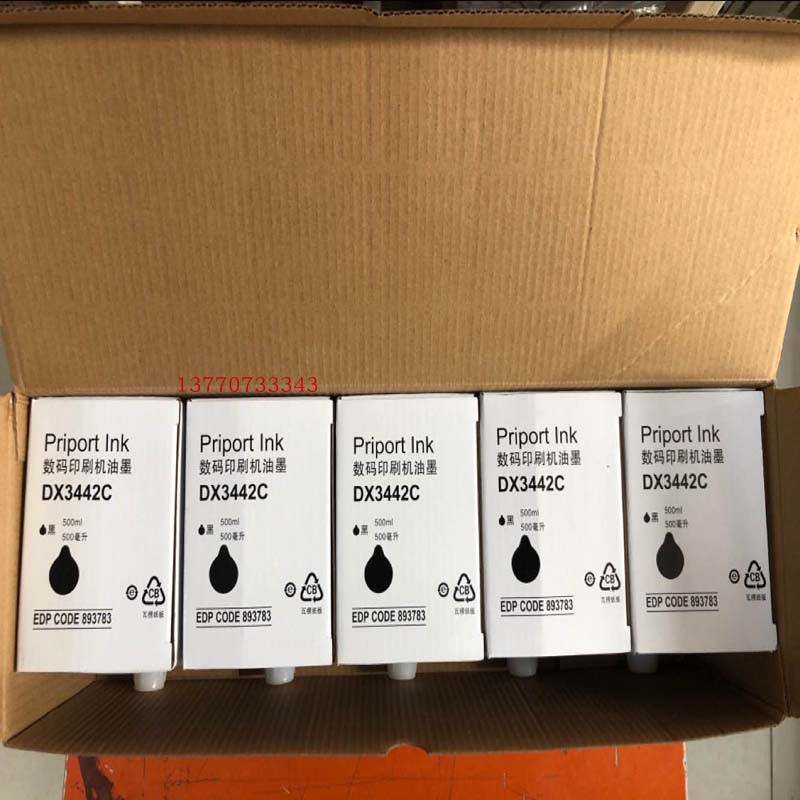 13770733343
Priport Ink
数码印刷机油墨
DX3442C
黑
500ml
500毫升
e
CB
瓦楞纸板
EDP CODE 893783
Priport Ink
数码印刷机油墨
DX3442C
黑
500ml
500毫升
e
CB
瓦楞纸板
EDP CODE 893783
Priport Ink
数码印刷机油墨
DX3442C
黑
500ml
500毫升
e
CB
瓦楞纸板
EDP CODE 893783
Priport Ink
数码印刷机油墨
DX3442C
黑
500ml
500毫升
e
CB
瓦楞纸板
EDP CODE 893783
Priport Ink
数码印刷机油墨
DX3442C
黑
500ml
500毫升
e
CB
瓦楞纸板
EDP CODE 893783